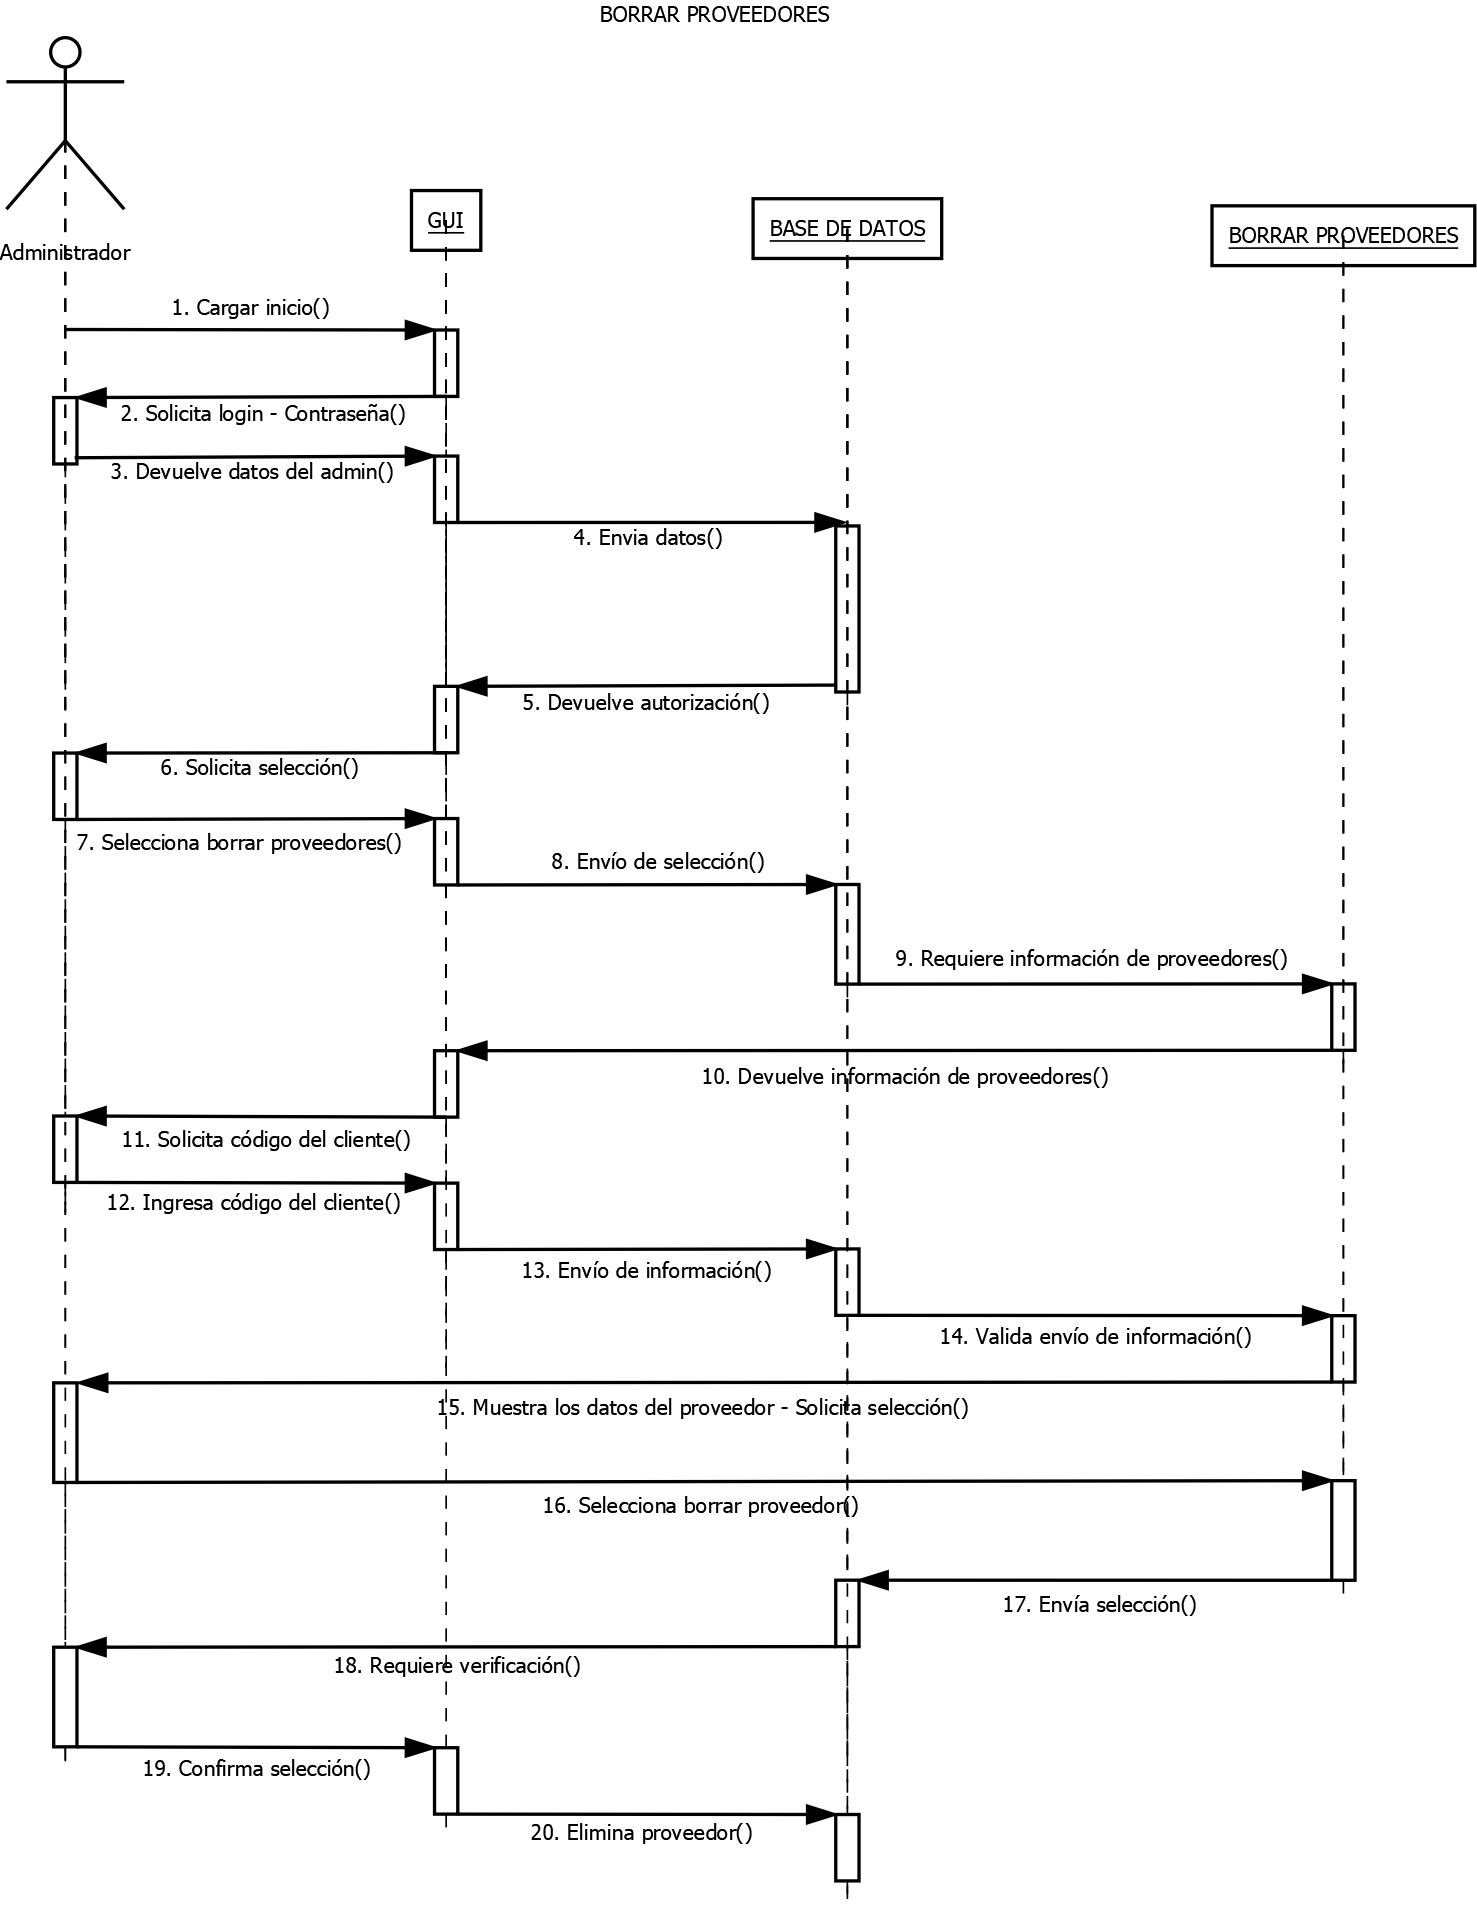 BORRAR PROVEEDORES
GUI
BASE DE DATOS
BORRAR PROVEEDORES
Administrador
1. Cargar inicio()
2. Solicita login - Contraseña()
3. Devuelve datos del admin()
4. Envia datos()
5. Devuelve autorización()
6. Solicita selección()
7. Selecciona borrar proveedores()
8. Envío de selección()
9. Requiere información de proveedores()
10. Devuelve información de proveedores()
11. Solicita código del cliente()
12. Ingresa código del cliente()
13. Envío de información()
14. Valida envío de información()
15. Muestra los datos del proveedor - Solicita selección()
16. Selecciona borrar proveedor()
17. Envía selección()
18. Requiere verificación()
19. Confirma selección()
20. Elimina proveedor()